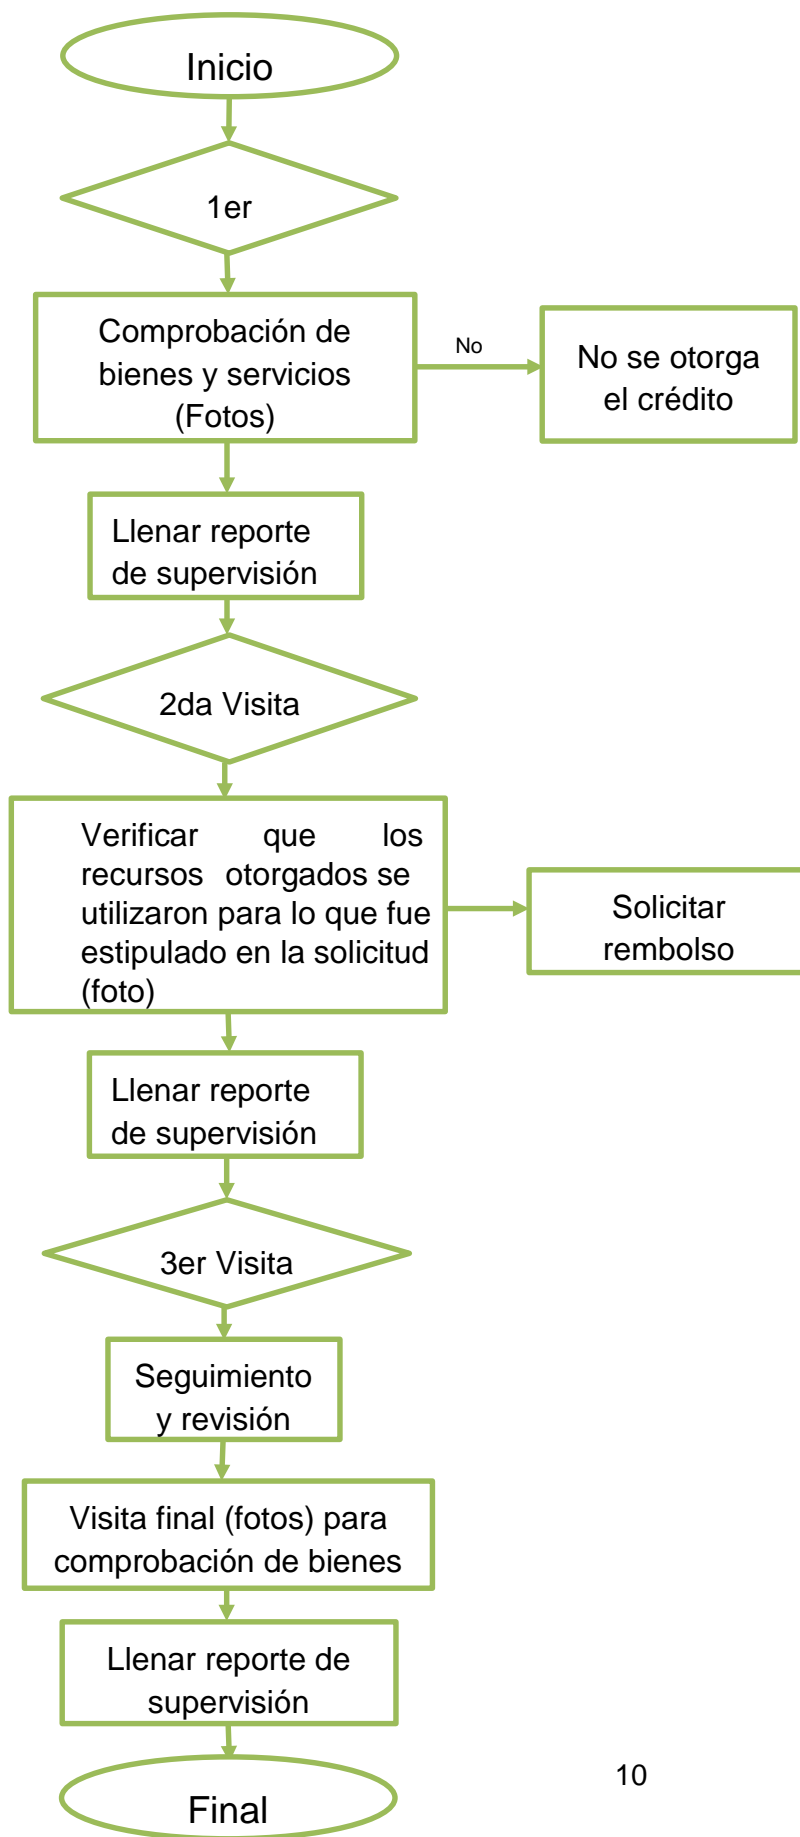 Inicio
1er
Comprobación de
bienes y servicios
(Fotos)
No
No se otorga
el crédito
Llenar reporte
de supervisión
2da Visita
Verificar que los
recursos otorgados se
utilizaron para lo que fue
estipulado en la solicitud
(foto)
Solicitar
rembolso
Llenar reporte
de supervisión
3er Visita
Seguimiento
y revisión
Visita final (fotos) para
comprobación de bienes
Llenar reporte de
supervisión
10
Final